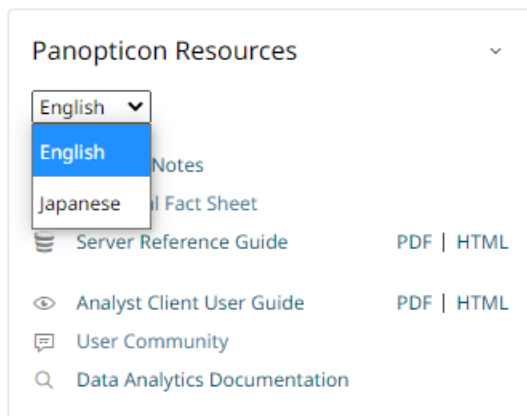 Panopticon Resources
English
English
Notes
Japanese
Fact Sheet
Server Reference Guide PDF | HTML
Analyst Client User Guide PDF | HTML
User Community
Data Analytics Documentation